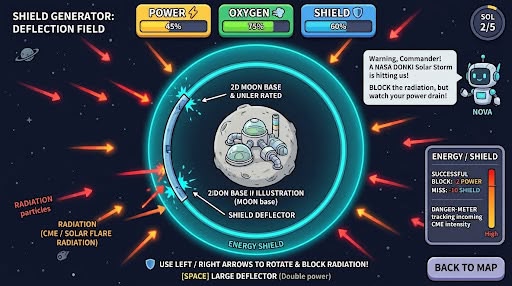 SHIELD GENERATOR:
DEFLECTION FIELD
POWER
45%
OXYGEN
75%
SHIELD
60%
SOL
2/5
Warning, Commander!
A NASA DONKI Solar Storm
is hitting us!
BLOCK the radiation, but
watch your power drain!
NOVA
2D MOON BASE
& UNLER RATED
2IDON BASE II ILLUSTRATION
(MOON base)
SHIELD DEFLECTOR
RADIATION
particles
RADIATION
(CME / SOLAR FLARE
RADIATION)
ENERGY SHIELD
ENERGY / SHIELD
SUCCESSFUL
BLOCK: -2 POWER
MISS: -10 SHIELD
DANGER-METER
tracking incoming
CME intensity
High
USE LEFT / RIGHT ARROWS TO ROTATE & BLOCK RADIATION!
[SPACE] LARGE DEFLECTOR (Double power)
BACK TO MAP